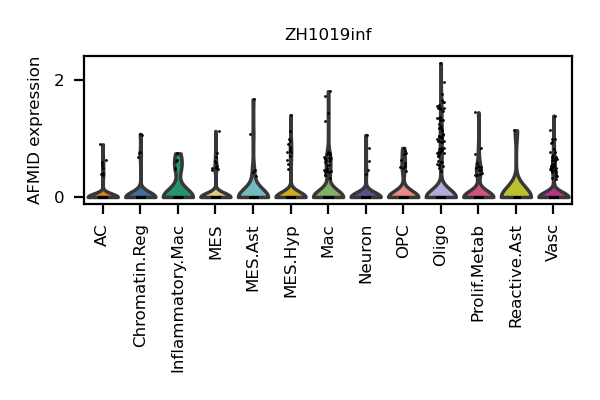 ZH1019inf
AFMID expression
2
0
AC
Chromatin.Reg
Inflammatory.Mac
MES
MES.Ast
MES.Hyp
Mac
Neuron
OPC
Oligo
Prolif.Metab
Reactive.Ast
Vasc